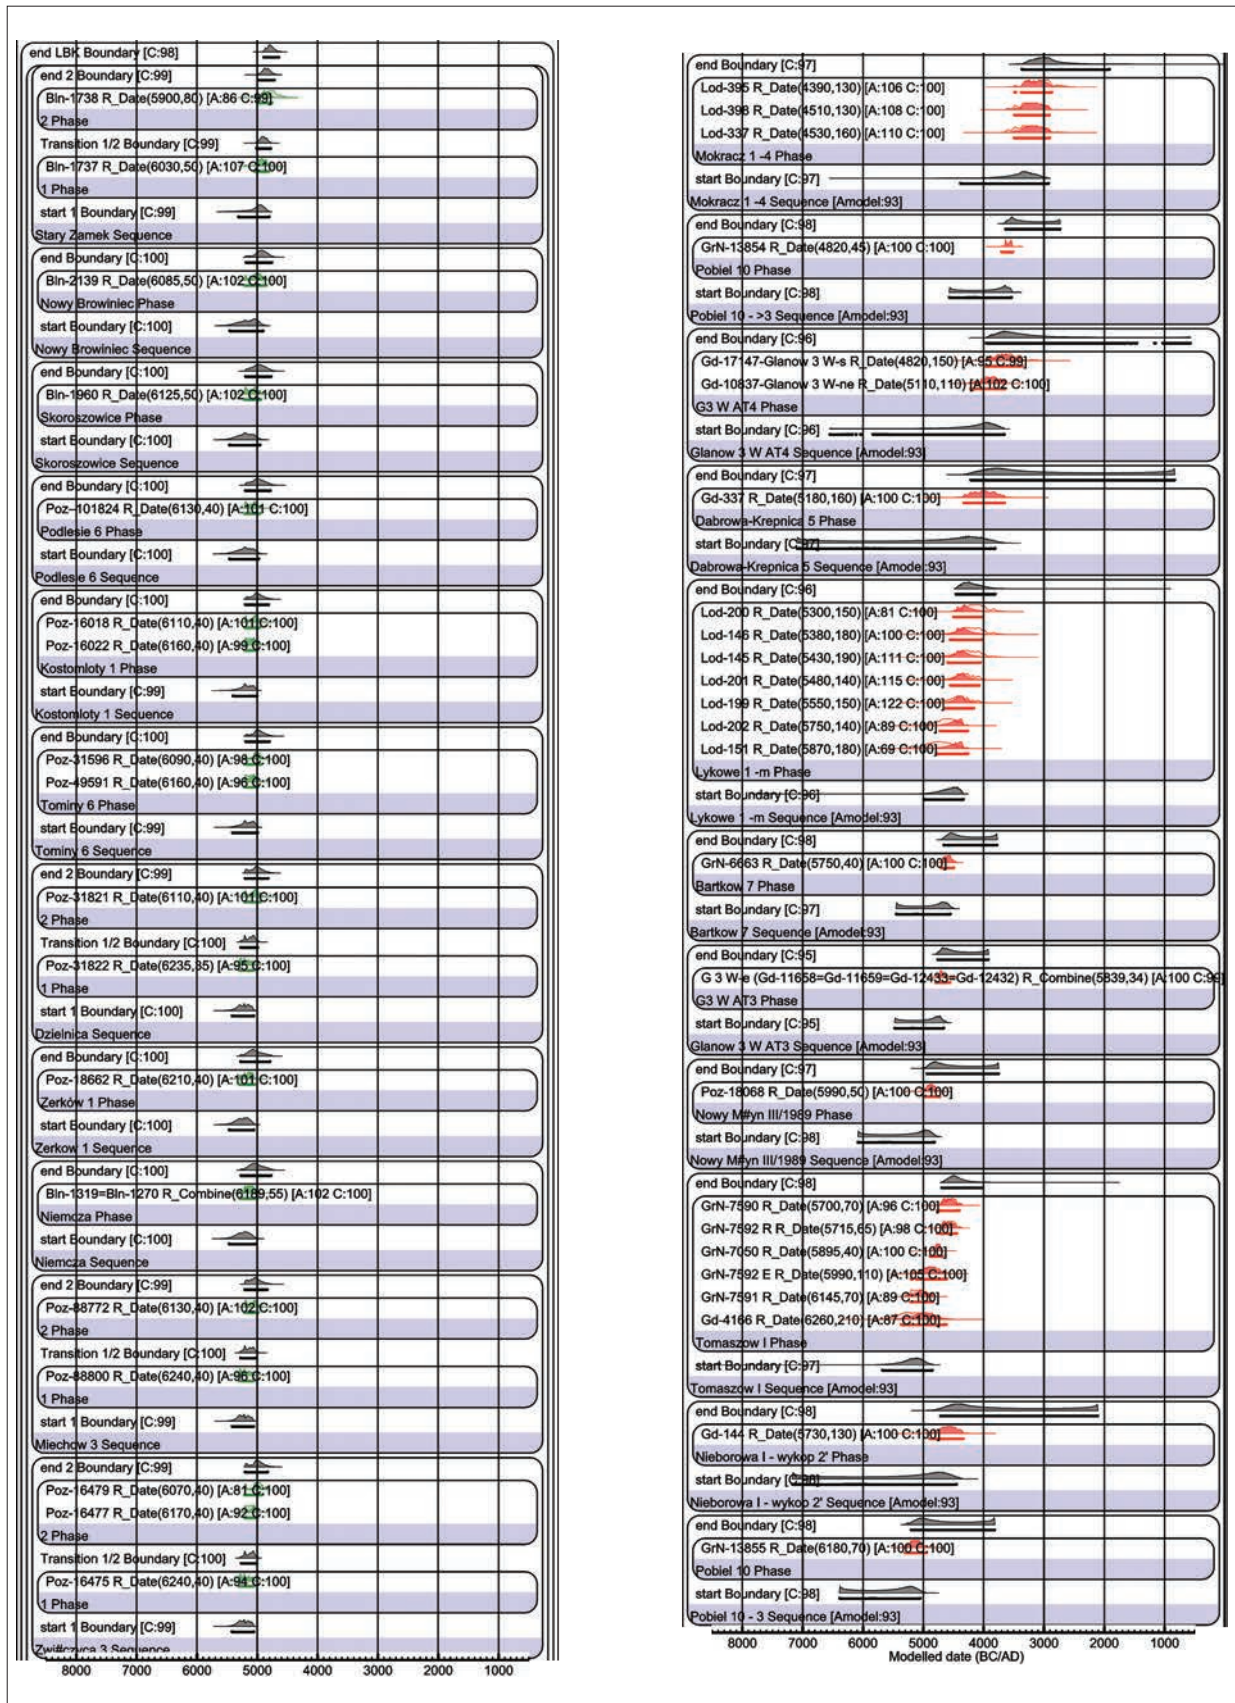 end LBK Boundary [C:98]
end 2 Boundary [C:99]
Bln-1738 R_Date(5900,80) [A:86 C:99]
2 Phase
Transition 1/2 Boundary [C:99]
Bln-1737 R_Date(6030,50) [A:107 C:100]
1 Phase
start 1 Boundary [C:99]
Stary Zamek Sequence
end Boundary [C:100]
Bln-2139 R_Date(6085,50) [A:102 C:100]
Nowy Browiniec Phase
start Boundary [C:100]
Nowy Browiniec Sequence
end Boundary [C:100]
Bln-1960 R_Date(6125,50) [A:102 C:100]
Skoroszowice Phase
start Boundary [C:100]
Skoroszowice Sequence
end Boundary [C:100]
Poz--101824 R_Date(6130,40) [A:101 C:100]
Podlesie 6 Phase
start Boundary [C:100]
Podlesie 6 Sequence
end Boundary [C:100]
Poz-16018 R_Date(6110,40) [A:101 C:100]
Poz-16022 R_Date(6160,40) [A:99 C:100]
Kostomloty 1 Phase
start Boundary [C:99]
Kostomloty 1 Sequence
end Boundary [C:100]
Poz-31596 R_Date(6090,40) [A:98 C:100]
Poz-49591 R_Date(6160,40) [A:96 C:100]
Tominy 6 Phase
start Boundary [C:99]
Tominy 6 Sequence
end 2 Boundary [C:99]
Poz-31821 R_Date(6110,40) [A:101 C:100]
2 Phase
Transition 1/2 Boundary [C:100]
Poz-31822 R_Date(6235,35) [A:95 C:100]
1 Phase
start 1 Boundary [C:100]
Dzielnica Sequence
end Boundary [C:100]
Poz-18662 R_Date(6210,40) [A:101 C:100]
Zerków 1 Phase
start Boundary [C:100]
Zerkow 1 Sequence
end Boundary [C:100]
Bln-1319=Bln-1270 R_Combine(6189,55) [A:102 C:100]
Niemcza Phase
start Boundary [C:100]
Niemcza Sequence
end 2 Boundary [C:99]
Poz-88772 R_Date(6130,40) [A:102 C:100]
2 Phase
Transition 1/2 Boundary [C:100]
Poz-88800 R_Date(6240,40) [A:96 C:100]
1 Phase
start 1 Boundary [C:99]
Miechow 3 Sequence
end 2 Boundary [C:99]
Poz-16479 R_Date(6070,40) [A:81 C:100]
Poz-16477 R_Date(6170,40) [A:92 C:100]
2 Phase
Transition 1/2 Boundary [C:100]
Poz-16475 R_Date(6240,40) [A:94 C:100]
1 Phase
start 1 Boundary [C:99]
Zwi#czyca 3 Sequence
8000 7000 6000 5000 4000 3000 2000 1000
end Boundary [C:97]
Lod-395 R_Date(4390,130) [A:106 C:100]
Lod-398 R_Date(4510,130) [A:108 C:100]
Lod-337 R_Date(4530,160) [A:110 C:100]
Mokracz 1 -4 Phase
start Boundary [C:97]
Mokracz 1 -4 Sequence [Amodel:93]
end Boundary [C:98]
GrN-13854 R_Date(4820,45) [A:100 C:100]
Pobiel 10 Phase
start Boundary [C:98]
Pobiel 10 - >3 Sequence [Amodel:93]
end Boundary [C:96]
Gd-17147-Glanow 3 W-s R_Date(4820,150) [A:95 C:99]
Gd-10837-Glanow 3 W-ne R_Date(5110,110) [A:102 C:100]
G3 W AT4 Phase
start Boundary [C:96]
Glanow 3 W AT4 Sequence [Amodel:93]
end Boundary [C:97]
Gd-337 R_Date(5180,160) [A:100 C:100]
Dabrowa-Krepnica 5 Phase
start Boundary [C:97]
Dabrowa-Krepnica 5 Sequence [Amodel:93]
end Boundary [C:96]
Lod-200 R_Date(5300,150) [A:81 C:100]
Lod-146 R_Date(5380,180) [A:100 C:100]
Lod-145 R_Date(5430,190) [A:111 C:100]
Lod-201 R_Date(5480,140) [A:115 C:100]
Lod-199 R_Date(5550,150) [A:122 C:100]
Lod-202 R_Date(5750,140) [A:89 C:100]
Lod-151 R_Date(5870,180) [A:69 C:100]
Lykowe 1 -m Phase
start Boundary [C:96]
Lykowe 1 -m Sequence [Amodel:93]
end Boundary [C:98]
GrN-6663 R_Date(5750,40) [A:100 C:100]
Bartkow 7 Phase
start Boundary [C:97]
Bartkow 7 Sequence [Amodel:93]
end Boundary [C:95]
G 3 W-e (Gd-11658=Gd-11659=Gd-12433=Gd-12432) R_Combine(5839,34) [A:100 C:99]
G3 W AT3 Phase
start Boundary [C:95]
Glanow 3 W AT3 Sequence [Amodel:93]
end Boundary [C:97]
Poz-18068 R_Date(5990,50) [A:100 C:100]
Nowy M#yn III/1989 Phase
start Boundary [C:98]
Nowy M#yn III/1989 Sequence [Amodel:93]
end Boundary [C:98]
GrN-7590 R_Date(5700,70) [A:96 C:100]
GrN-7592 R R_Date(5715,65) [A:98 C:100]
GrN-7050 R_Date(5895,40) [A:100 C:100]
GrN-7592 E R_Date(5990,110) [A:105 C:100]
GrN-7591 R_Date(6145,70) [A:89 C:100]
Gd-4166 R_Date(6260,210) [A:87 C:100]
Tomaszow I Phase
start Boundary [C:97]
Tomaszow I Sequence [Amodel:93]
end Boundary [C:98]
Gd-144 R_Date(5730,130) [A:100 C:100]
Nieborowa I - wykop 2' Phase
start Boundary [C:98]
Nieborowa I - wykop 2' Sequence [Amodel:93]
end Boundary [C:98]
GrN-13855 R_Date(6180,70) [A:100 C:100]
Pobiel 10 Phase
start Boundary [C:98]
Pobiel 10 - 3 Sequence [Amodel:93]
8000 7000 6000 5000 4000 3000 2000 1000
Modelled date (BC/AD)